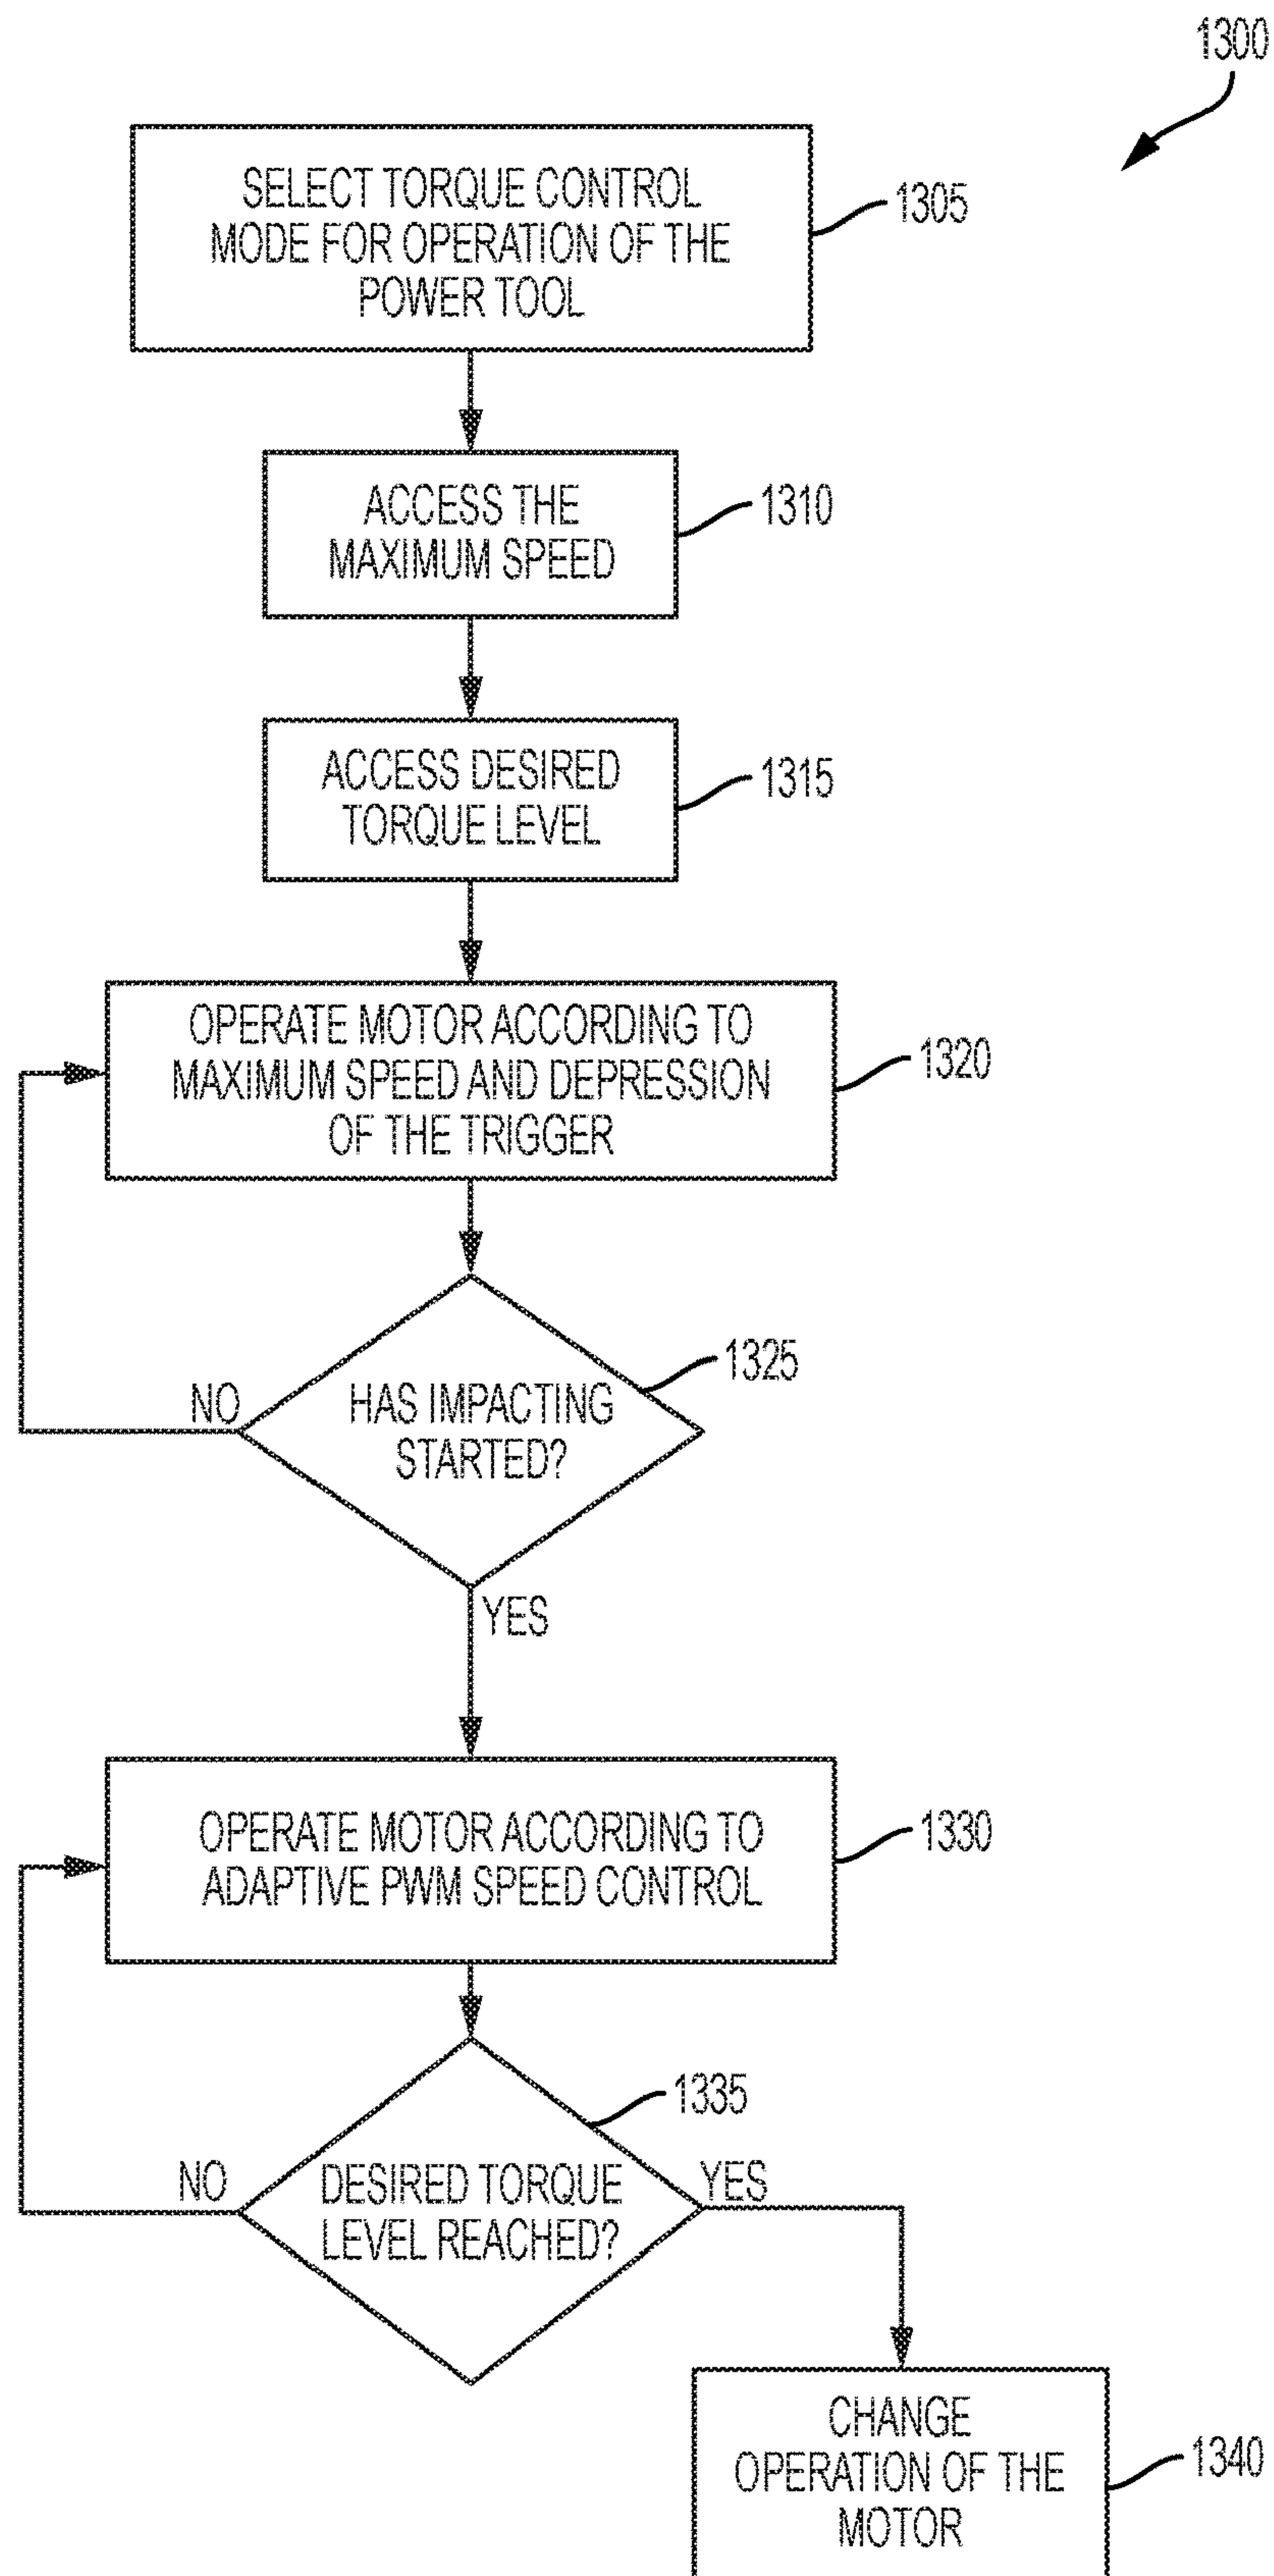 1300
SELECT TORQUE CONTROL
MODE FOR OPERATION OF THE
POWER TOOL
1305
ACCESS THE
MAXIMUM SPEED
1310
ACCESS DESIRED
TORQUE LEVEL
1315
OPERATE MOTOR ACCORDING TO
MAXIMUM SPEED AND DEPRESSION
OF THE TRIGGER
1320
HAS IMPACTING
STARTED?
1325
NO
YES
OPERATE MOTOR ACCORDING TO
ADAPTIVE PWM SPEED CONTROL
1330
DESIRED TORQUE
LEVEL REACHED?
1335
NO
YES
CHANGE
OPERATION OF THE
MOTOR
1340